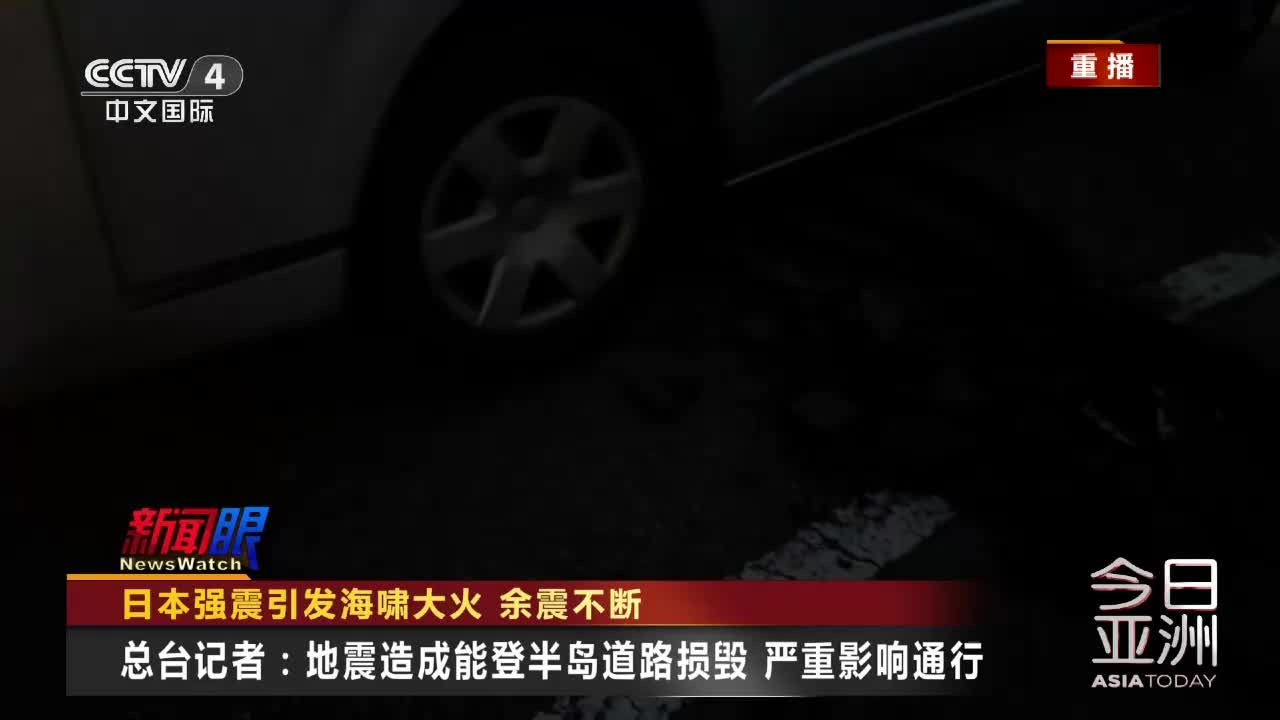 CCTV 4
中文国际
重播
新闻眼
NewsWatch
日本强震引发海啸大火 余震不断
总台记者：地震造成能登半岛道路损毁 严重影响通行
今日
亚洲
ASIA TODAY